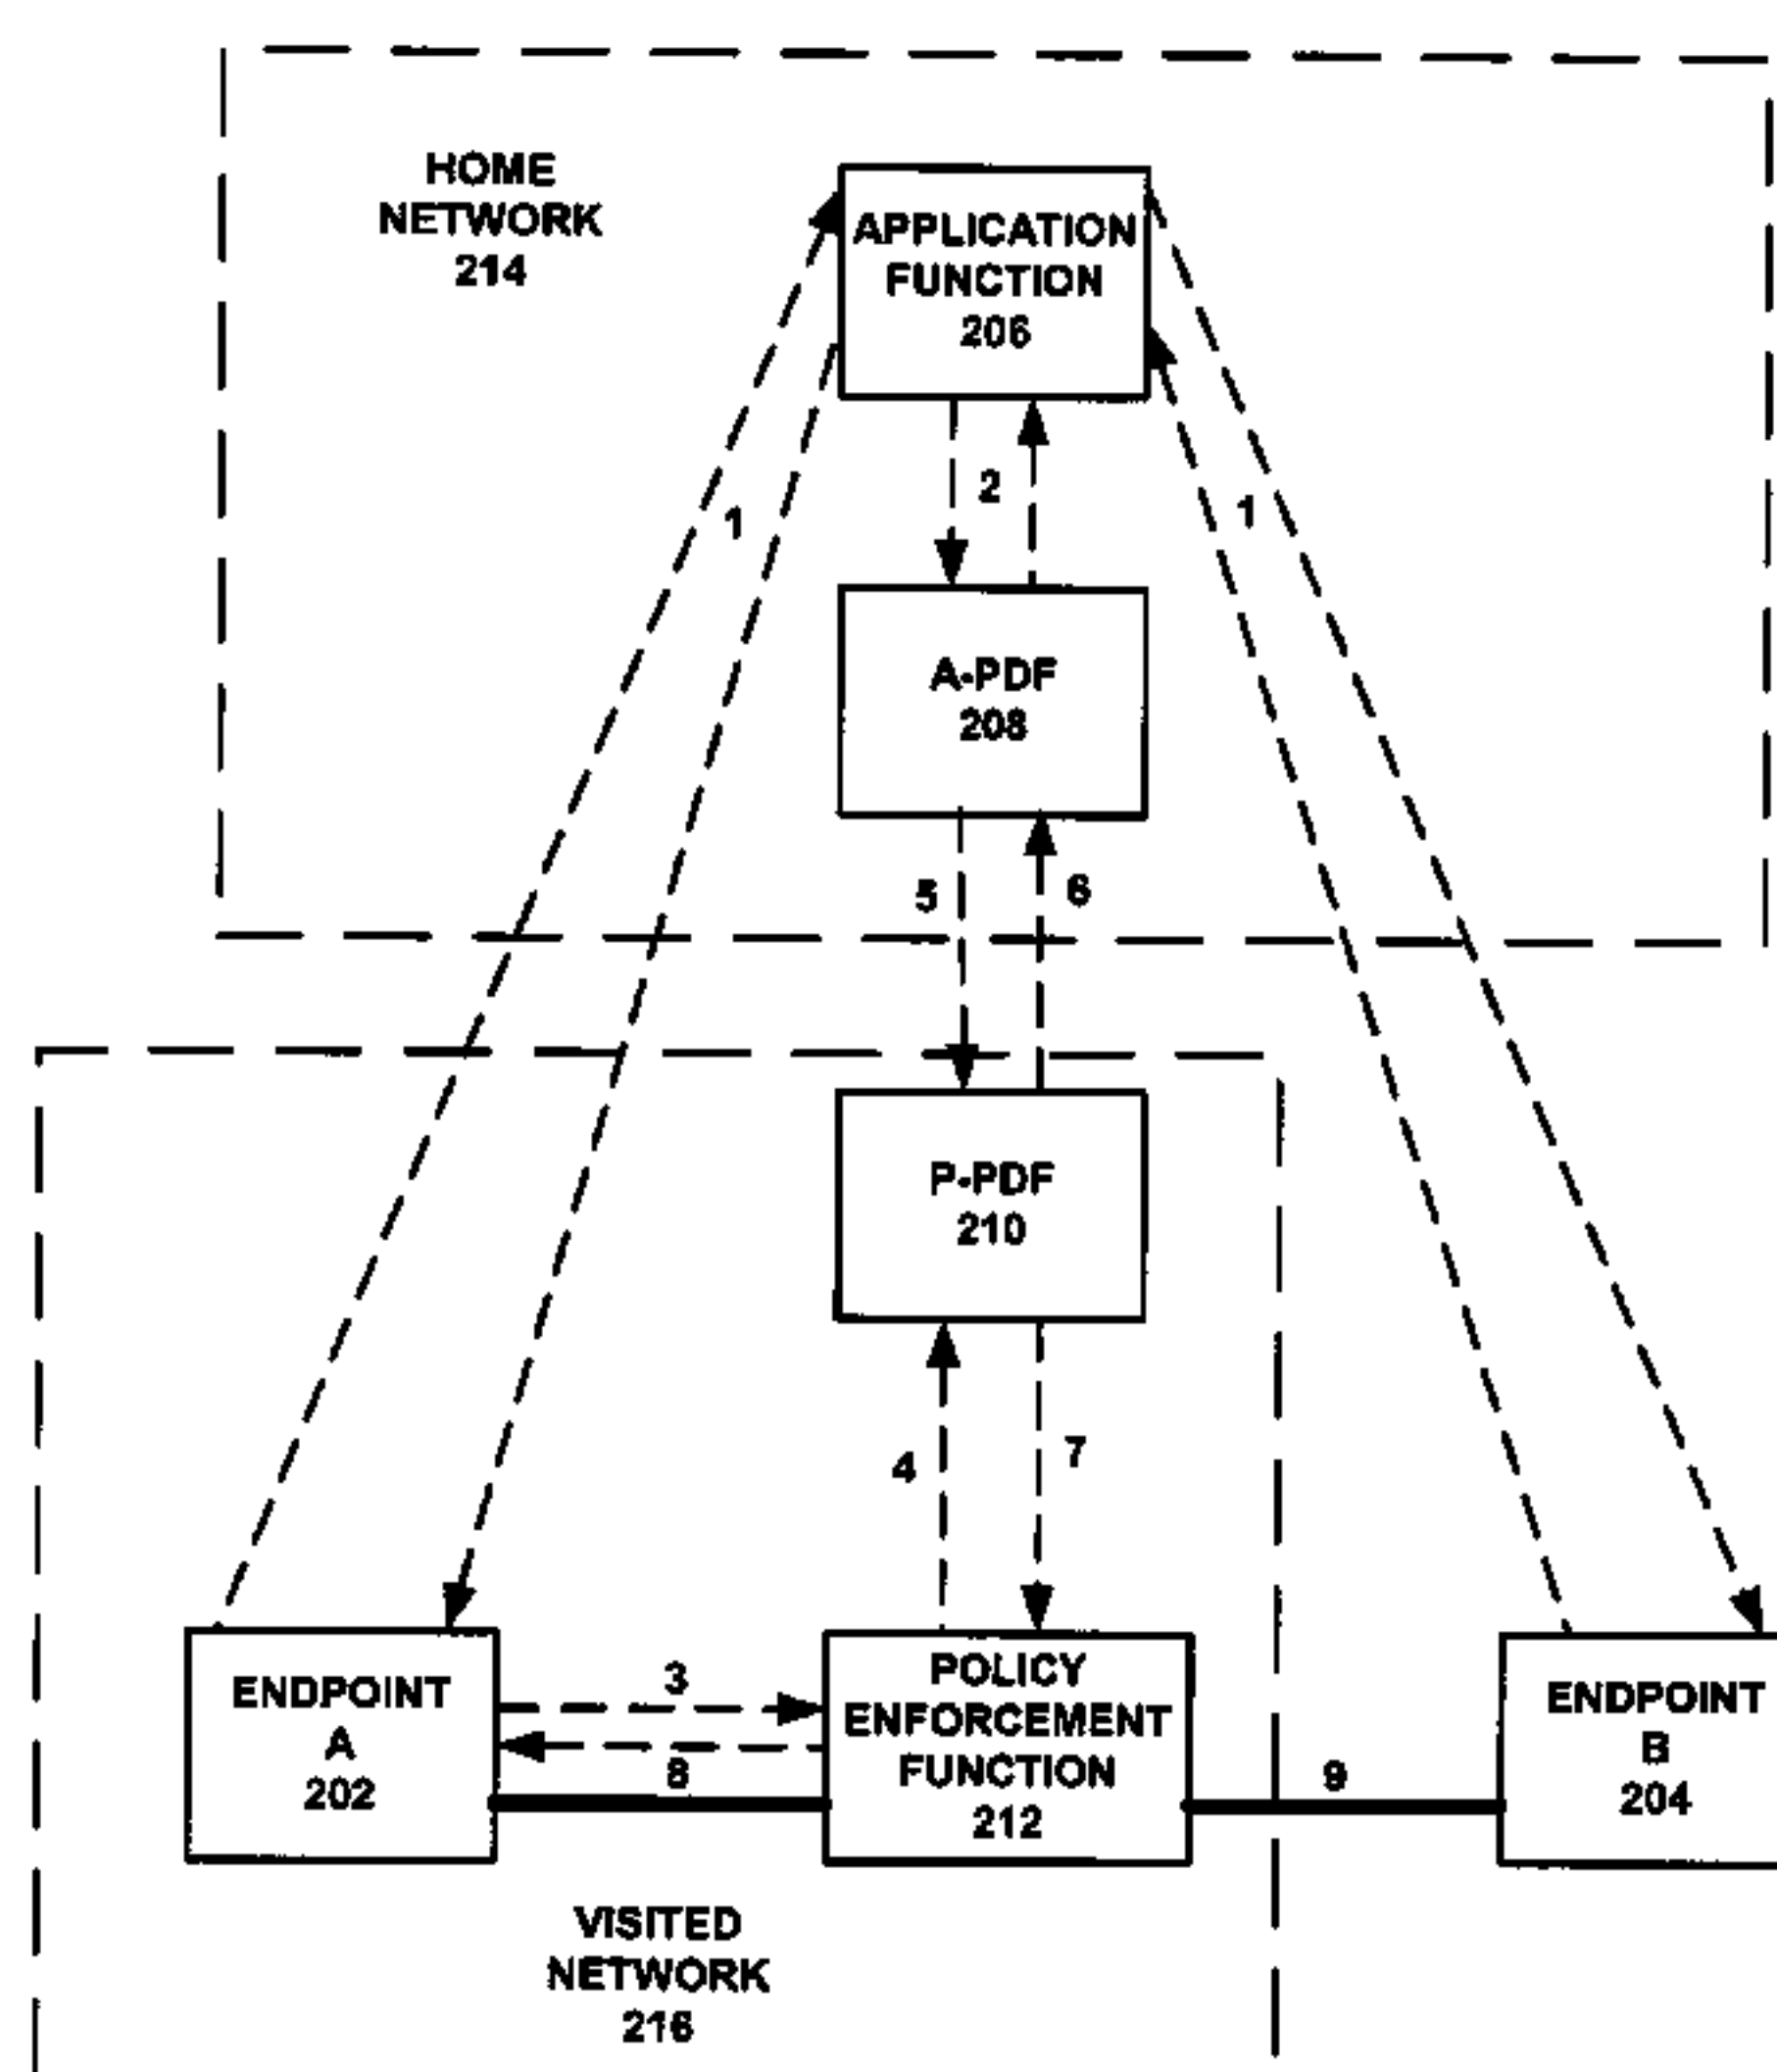 HOME
NETWORK
214
APPLICATION
FUNCTION
206
1
2
1
A-PDF
208
5
6
P-PDF
210
4
7
ENDPOINT
A
202
3
8
POLICY
ENFORCEMENT
FUNCTION
212
9
ENDPOINT
B
204
VISITED
NETWORK
216